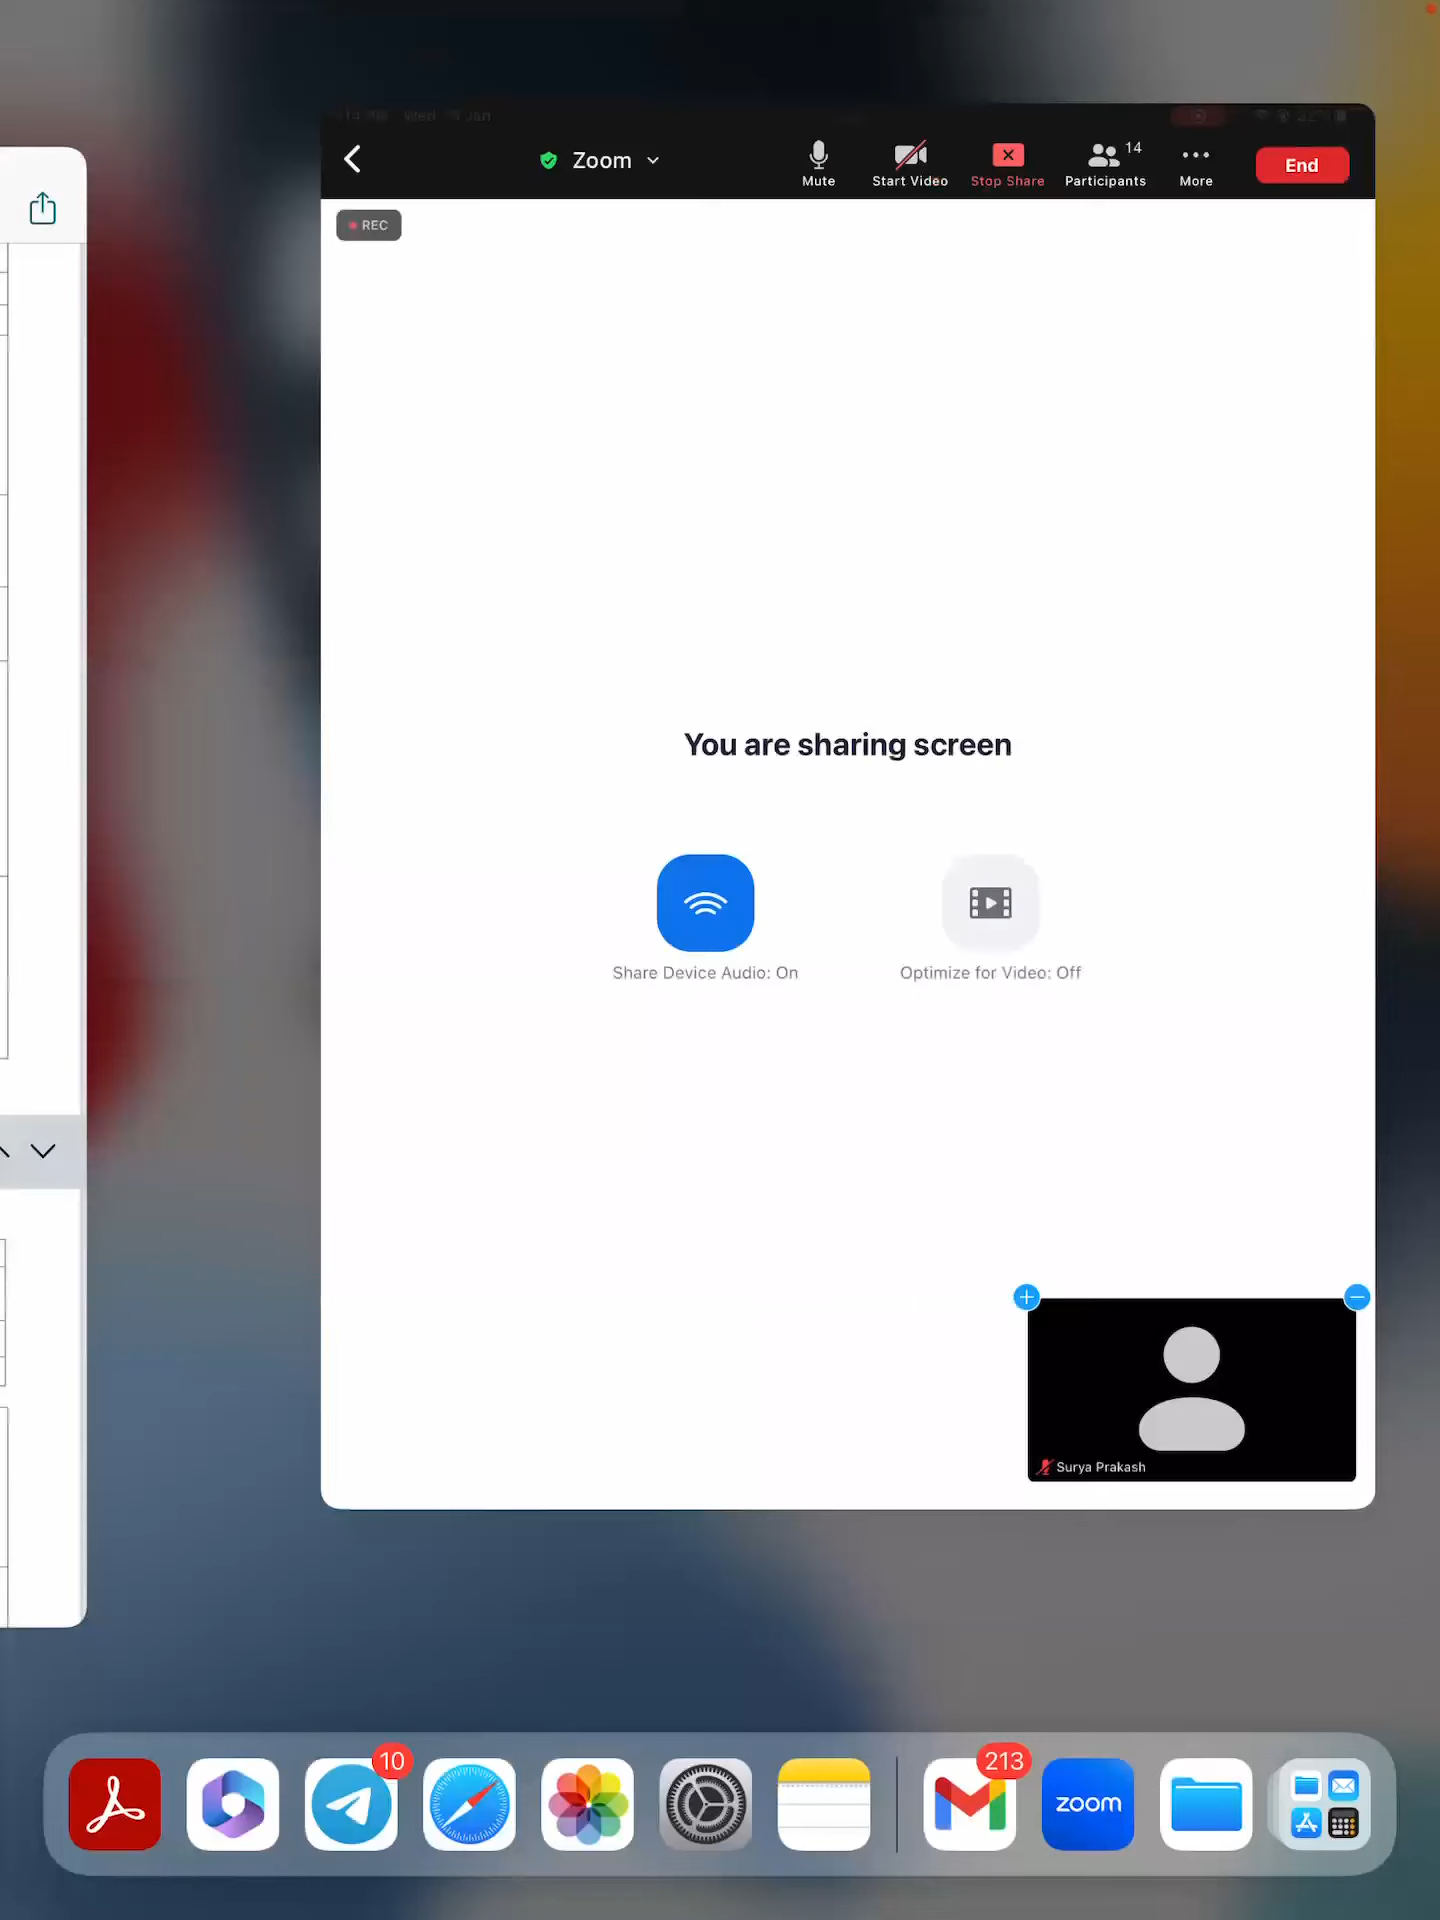 Zoom
Mute
Start Video
Stop Share
14
Participants
More
End
REC
You are sharing screen
Share Device Audio: On
Optimize for Video: Off
Surya Prakash
10
213
zoom